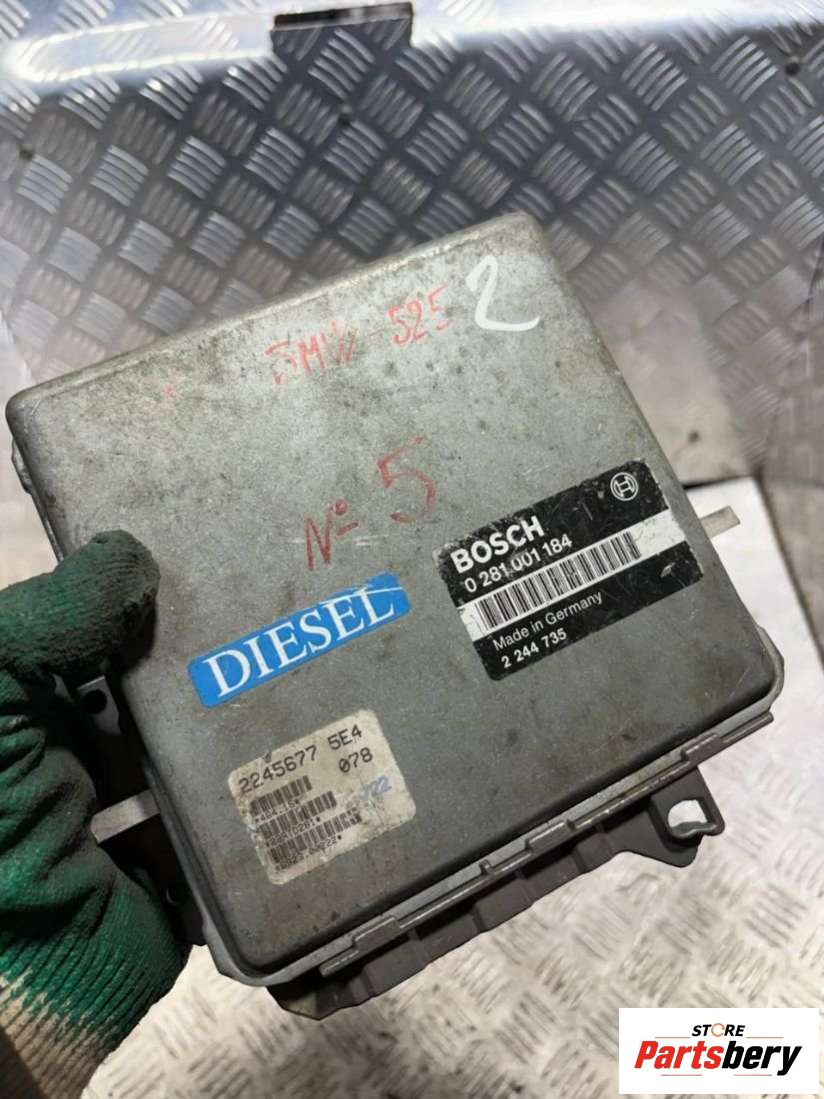 BMW-525 2
№ 5
BOSCH
0 281 001 184
Made in Germany
2 244 735
DIESEL
2245677 5E4
078
STORE
Partsbery